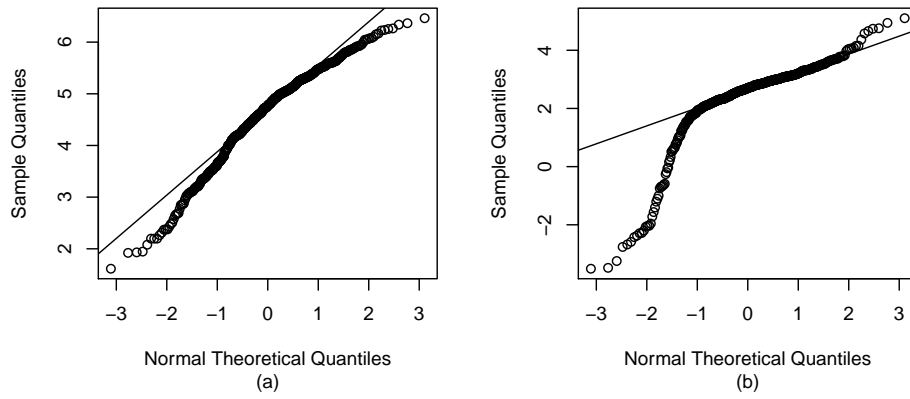 Sample Quantiles
6
5
4
3
2
−3 −2 −1 0 1 2 3
Normal Theoretical Quantiles
(a)
Sample Quantiles
4
2
0
−2
−3 −2 −1 0 1 2 3
Normal Theoretical Quantiles
(b)